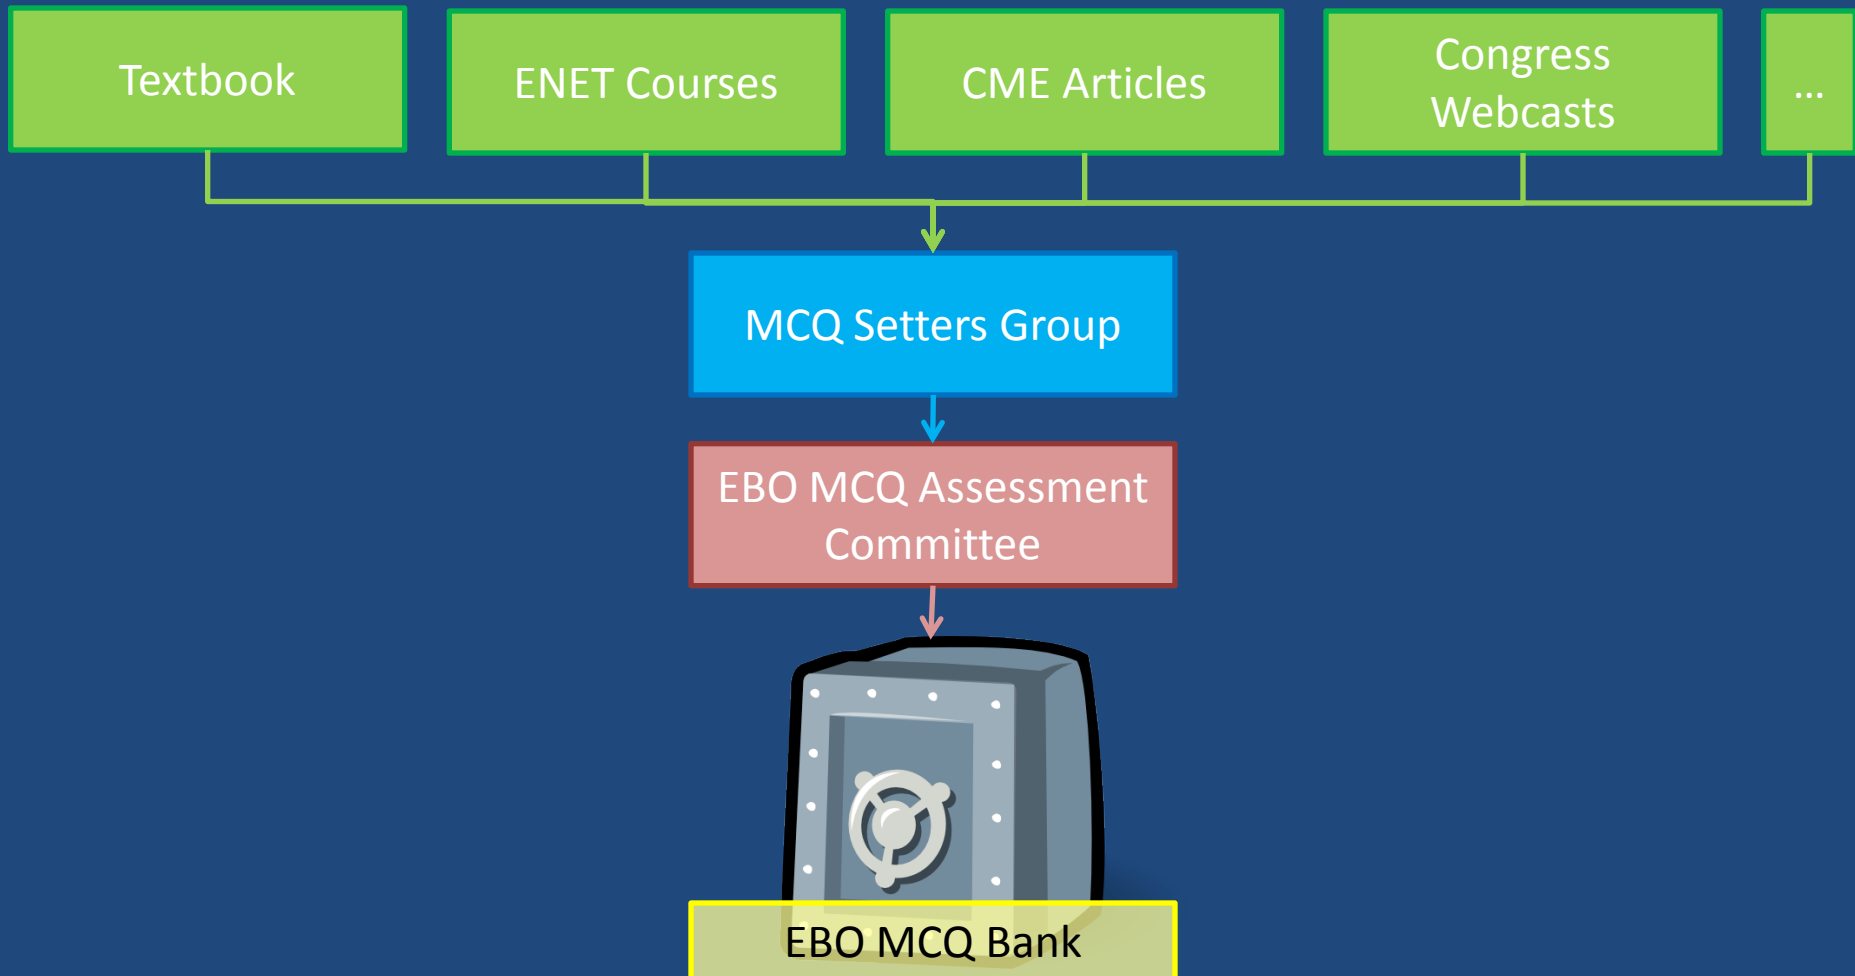 Textbook
ENET Courses
CME Articles
Congress
Webcasts
...
MCQ Setters Group
EBO MCQ Assessment
Committee
EBO MCQ Bank